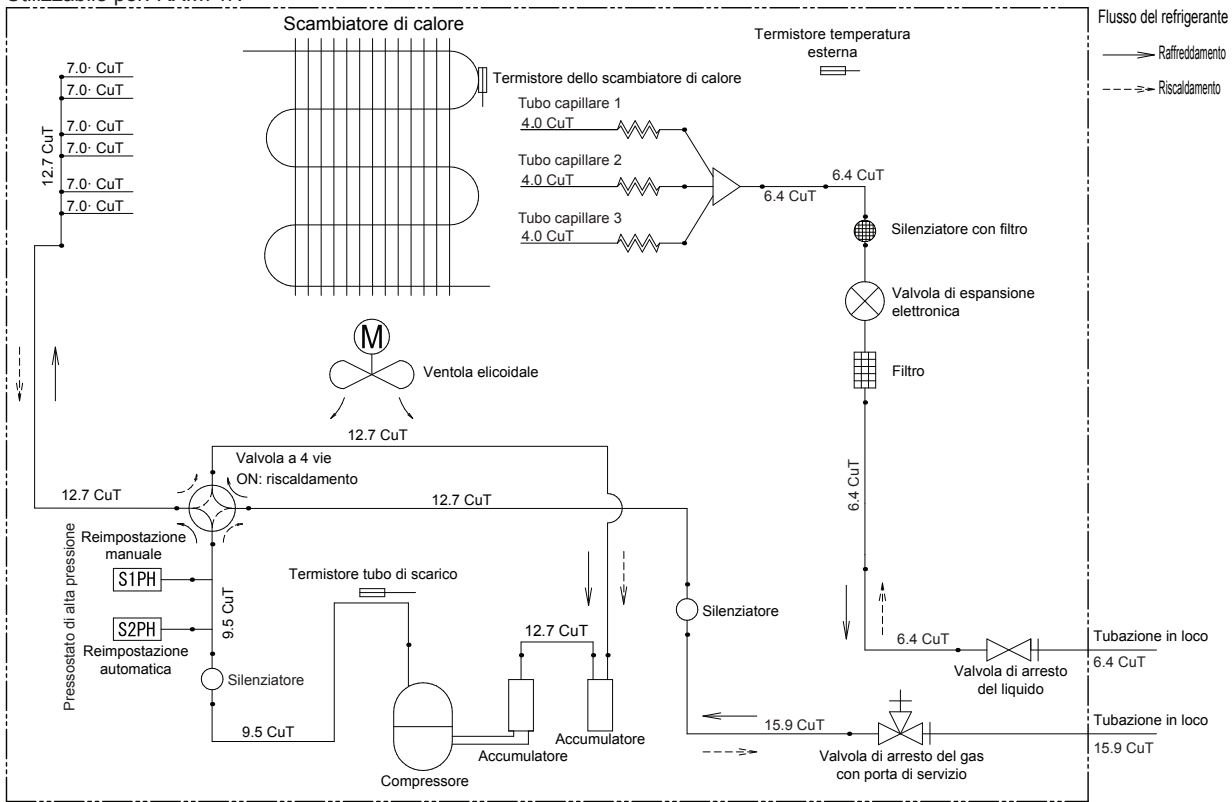 Scambiatore di calore
Flusso del refrigerante
Raffreddamento
Riscaldamento
Termistore temperatura
esterna
7.0· CuT
7.0· CuT
7.0· CuT
7.0· CuT
7.0· CuT
7.0· CuT
12.7 CuT
Termistore dello scambiatore di calore
Tubo capillare 1
4.0 CuT
Tubo capillare 2
4.0 CuT
Tubo capillare 3
4.0 CuT
6.4 CuT
6.4 CuT
Silenziatore con filtro
Valvola di espansione
elettronica
Filtro
M
Ventola elicoidale
12.7 CuT
Valvola a 4 vie
ON: riscaldamento
12.7 CuT
12.7 CuT
6.4 CuT
Pressostato di alta pressione
Reimpostazione
manuale
S1PH
S2PH
Reimpostazione
automatica
9.5 CuT
Termistore tubo di scarico
Silenziatore
Silenziatore
12.7 CuT
9.5 CuT
Compressore
Accumulatore
Accumulatore
6.4 CuT
Valvola di arresto
del liquido
Tubazione in loco
6.4 CuT
15.9 CuT
Valvola di arresto del gas
con porta di servizio
Tubazione in loco
15.9 CuT